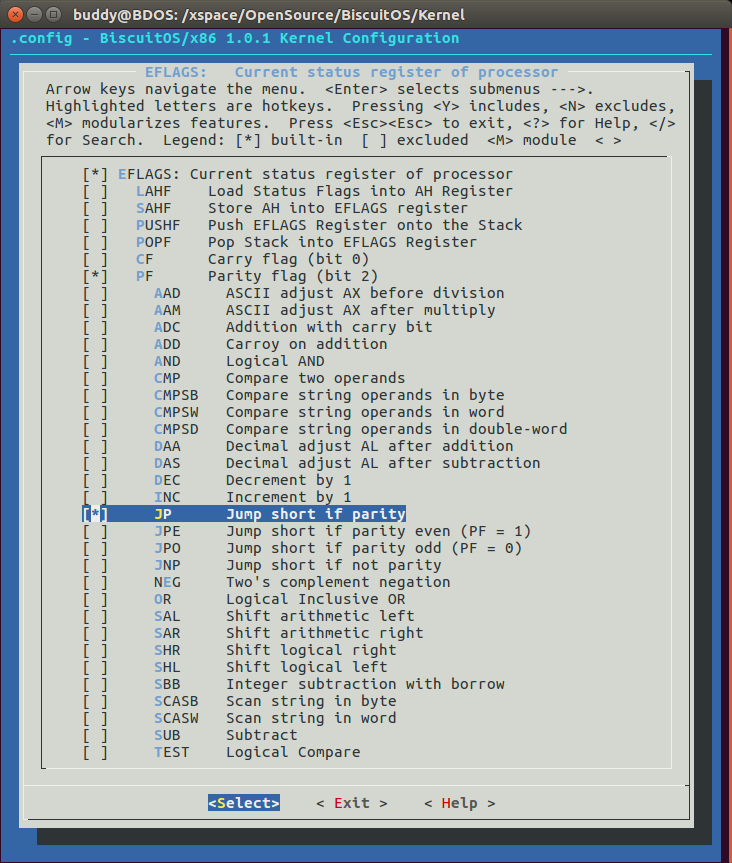 buddy@BDOS: /xspace/OpenSource/BiscuitOS/Kernel
.config - BiscuitOS/x86 1.0.1 Kernel Configuration
EFLAGS:   Current status register of processor
Arrow keys navigate the menu.  <Enter> selects submenus --->.
Highlighted letters are hotkeys.  Pressing <Y> includes, <N> excludes,
<M> modularizes features.  Press <Esc><Esc> to exit, <?> for Help, </>
for Search.  Legend: [*] built-in  [ ] excluded  <M> module  < >
[*] EFLAGS: Current status register of processor
[ ]   LAHF    Load Status Flags into AH Register
[ ]   SAHF    Store AH into EFLAGS register
[ ]   PUSHF   Push EFLAGS Register onto the Stack
[ ]   POPF    Pop Stack into EFLAGS Register
[ ]   CF      Carry flag (bit 0)
[*]   PF      Parity flag (bit 2)
[ ]     AAD     ASCII adjust AX before division
[ ]     AAM     ASCII adjust AX after multiply
[ ]     ADC     Addition with carry bit
[ ]     ADD     Carroy on addition
[ ]     AND     Logical AND
[ ]     CMP     Compare two operands
[ ]     CMPSB   Compare string operands in byte
[ ]     CMPSW   Compare string operands in word
[ ]     CMPSD   Compare string operands in double-word
[ ]     DAA     Decimal adjust AL after addition
[ ]     DAS     Decimal adjust AL after subtraction
[ ]     DEC     Decrement by 1
[ ]     INC     Increment by 1
[*]     JP      Jump short if parity
[ ]     JPE     Jump short if parity even (PF = 1)
[ ]     JPO     Jump short if parity odd (PF = 0)
[ ]     JNP     Jump short if not parity
[ ]     NEG     Two's complement negation
[ ]     OR      Logical Inclusive OR
[ ]     SAL     Shift arithmetic left
[ ]     SAR     Shift arithmetic right
[ ]     SHR     Shift logical right
[ ]     SHL     Shift logical left
[ ]     SBB     Integer subtraction with borrow
[ ]     SCASB   Scan string in byte
[ ]     SCASW   Scan string in word
[ ]     SUB     Subtract
[ ]     TEST    Logical Compare
<Select>    < Exit >    < Help >